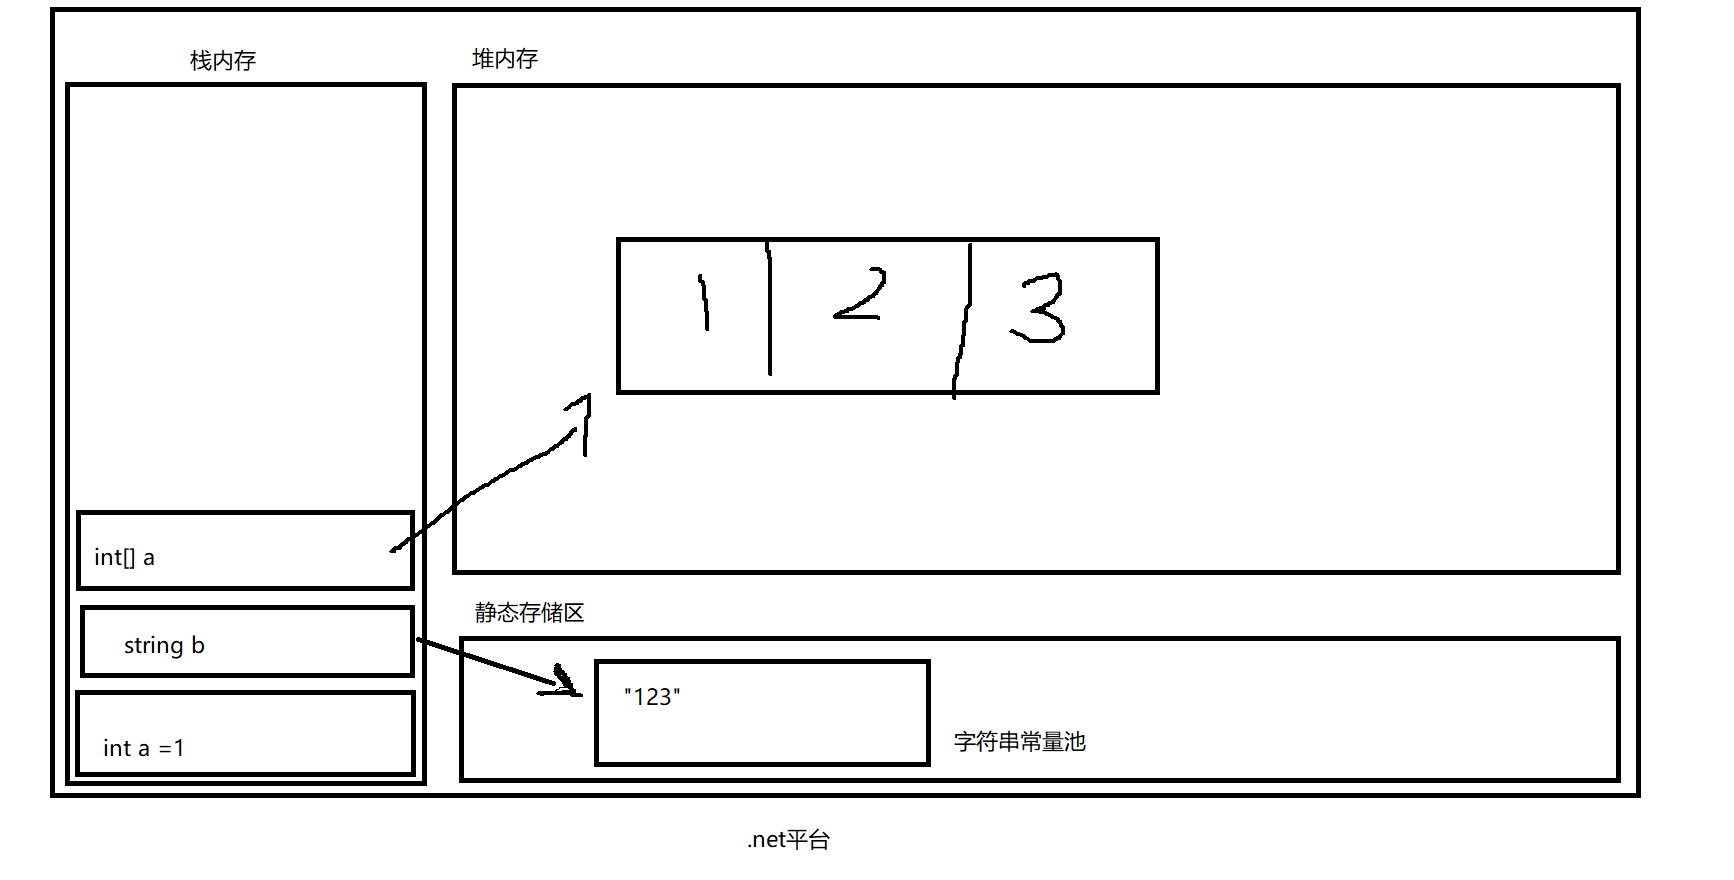 栈内存
堆内存
1 2 3
int[] a
静态存储区
string b
"123"
字符串常量池
int a =1
.net平台